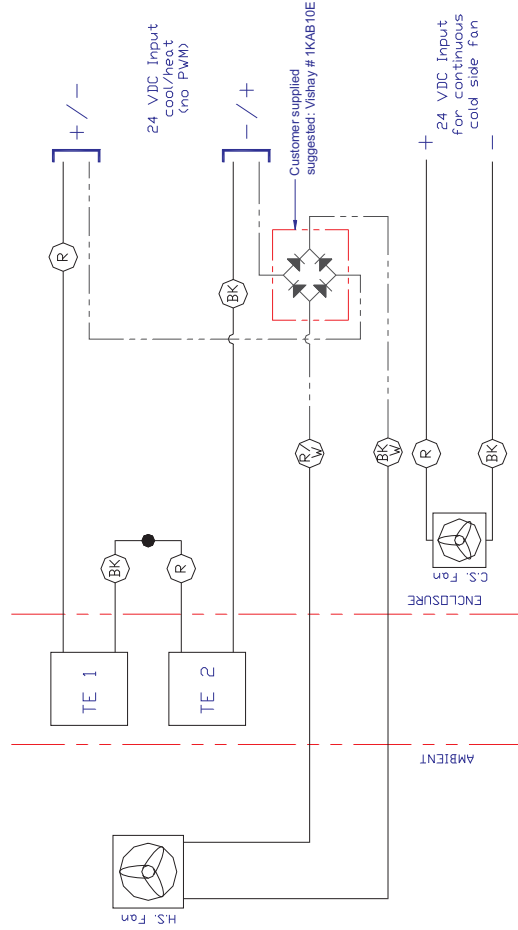 +/-
24 VDC Input
cool/heat
(no PWM)
-/+
Customer supplied
suggested: Vishay # 1KAB10E
+
24 VDC Input
for continuous
cold side fan
-
R
BK
R/W
BK/W
R
BK
BK
R
TE 1
TE 2
C.S. Fan
ENCLOSURE
AMBIENT
H.S. Fan